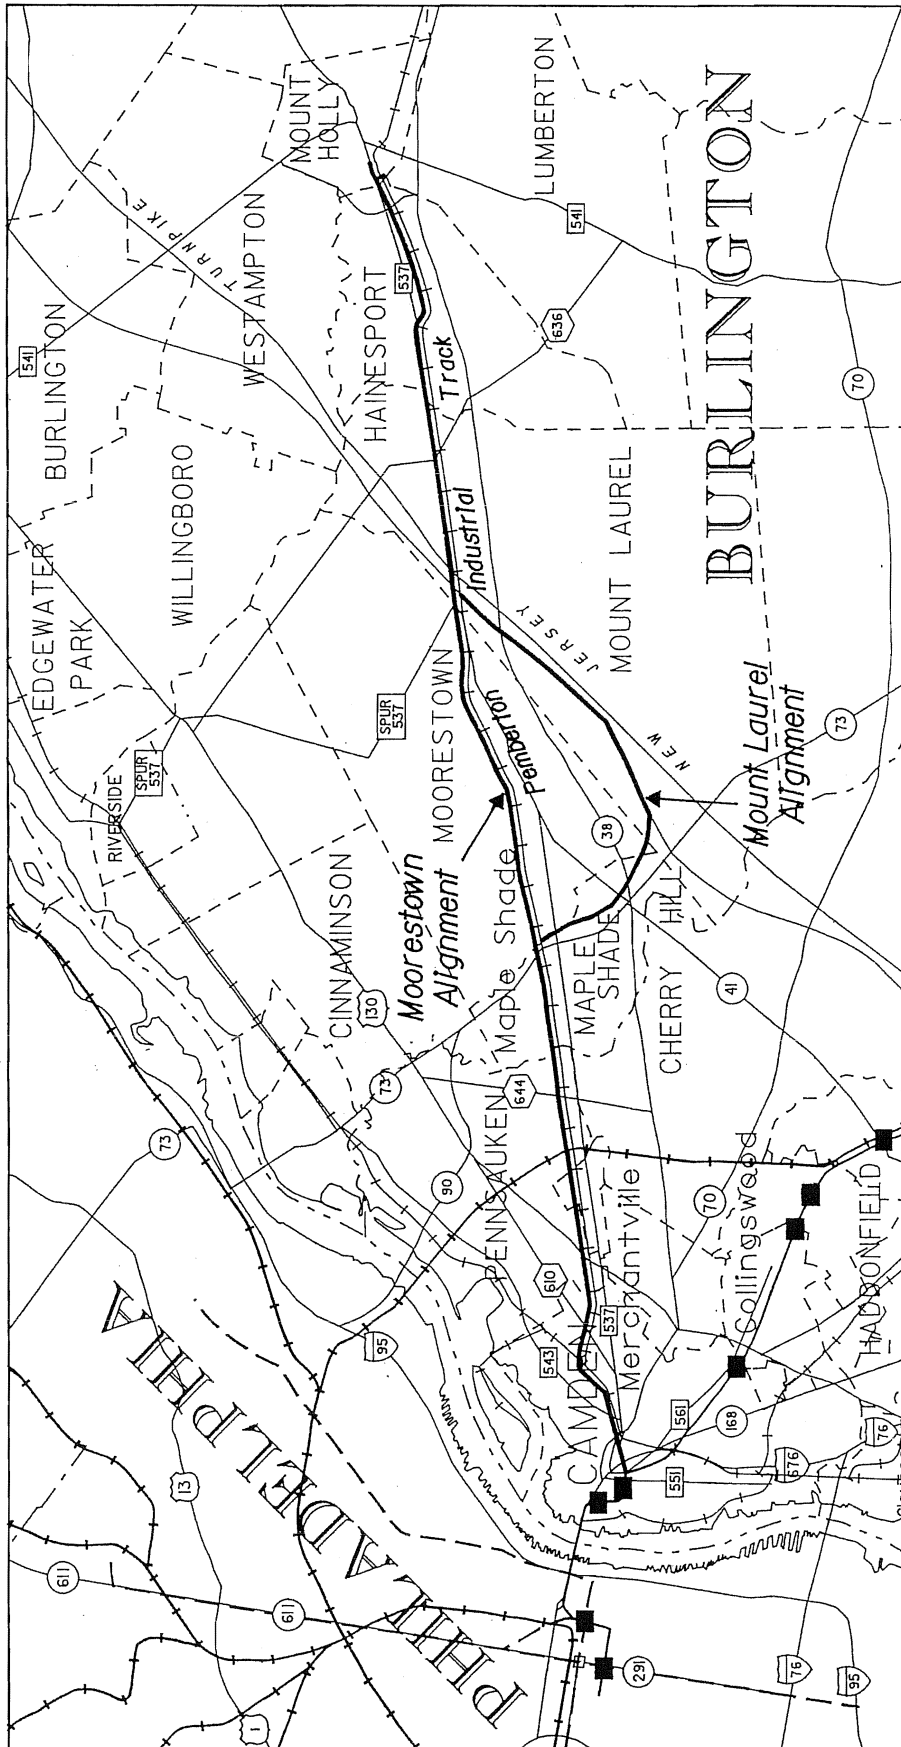 541
BURLINGTON
EDGEWATER
PARK
WILLINGBORO
WESTAMPTON
TURNPIKE
MOUNT
HOLLY
LUMBERTON
541
HAINESPORT
537
636
BURLINGTON
70
Pemberton Industrial Track
MOUNT LAUREL
NEW JERSEY
RIVERSIDE
SPUR
537
SPUR
537
MOORESTOWN
Moorestown
Alignment
Mount Laurel
Alignment
73
38
CINNAMINSON
130
Maple Shade
MAPLE
SHADE
CHERRY HILL
41
73
73
644
90
PENNSAUKEN
610
543
CAMDEN
537
Merchantville
70
Collingswood
HADDONFIELD
95
561
168
551
676
76
PHILADELPHIA
13
611
611
1
291
76
95